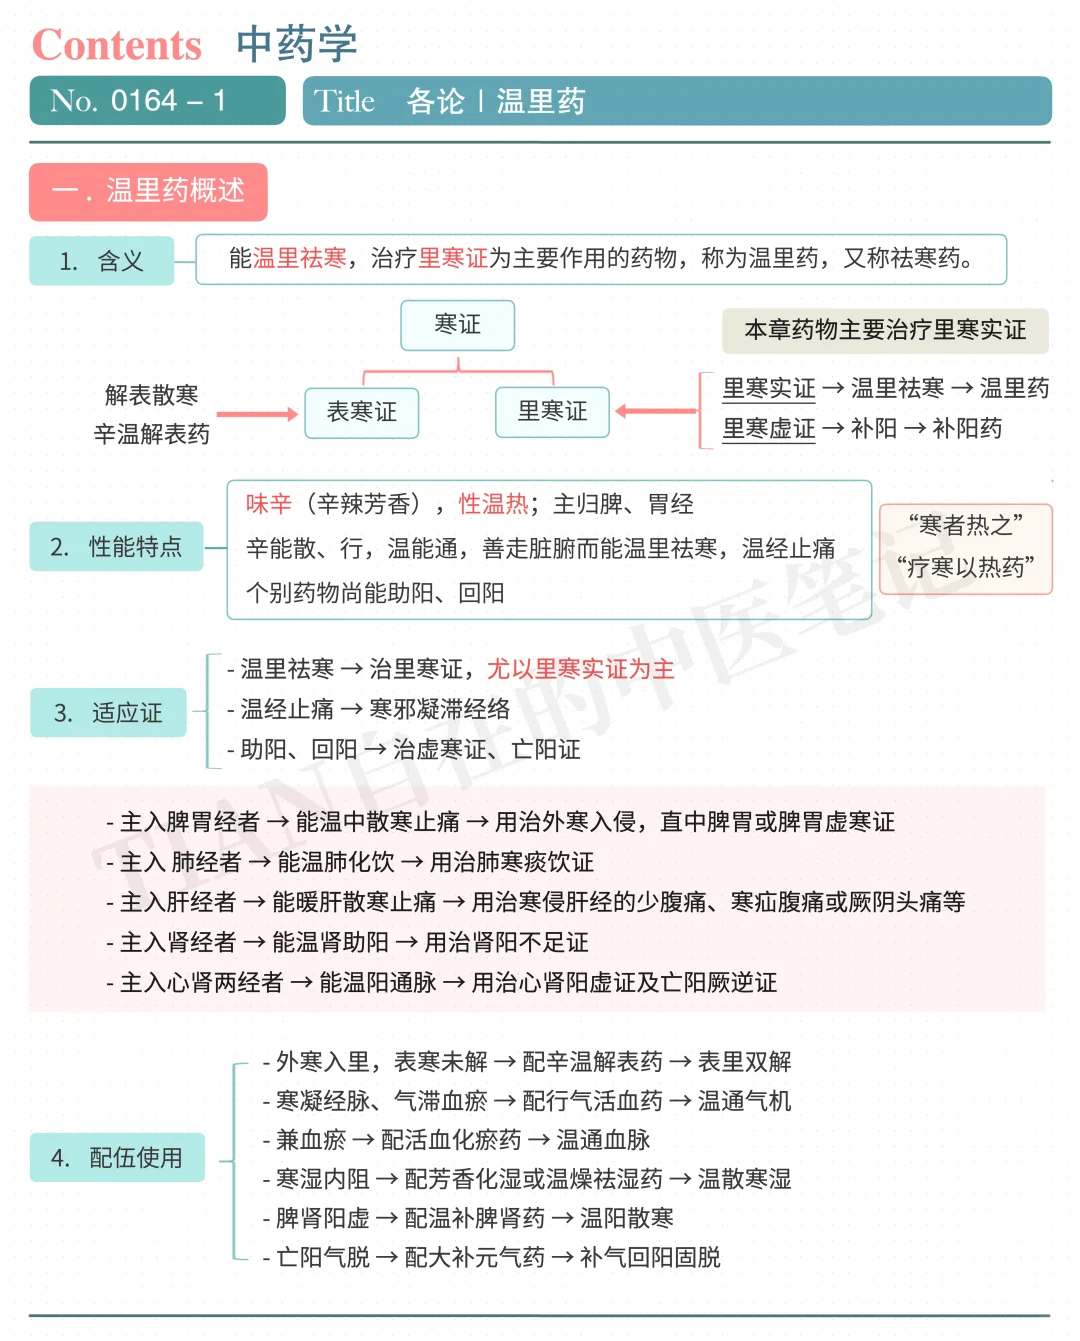 Contents 中药学
No. 0164 – 1
Title 各论 | 温里药
一 . 温里药概述
1. 含义
能温里祛寒，治疗里寒证为主要作用的药物，称为温里药，又称祛寒药。
寒证
本章药物主要治疗里寒实证
解表散寒
辛温解表药
表寒证
里寒证
里寒实证 → 温里祛寒 → 温里药
里寒虚证 → 补阳 → 补阳药
2. 性能特点
味辛（辛辣芳香），性温热；主归脾、胃经
辛能散、行，温能通，善走脏腑而能温里祛寒，温经止痛
个别药物尚能助阳、回阳
“寒者热之”
“疗寒以热药”
3. 适应证
- 温里祛寒 → 治里寒证，尤以里寒实证为主
- 温经止痛 → 寒邪凝滞经络
- 助阳、回阳 → 治虚寒证、亡阳证
- 主入脾胃经者 → 能温中散寒止痛 → 用治外寒入侵，直中脾胃或脾胃虚寒证
- 主入 肺经者 → 能温肺化饮 → 用治肺寒痰饮证
- 主入肝经者 → 能暖肝散寒止痛 → 用治寒侵肝经的少腹痛、寒疝腹痛或厥阴头痛等
- 主入肾经者 → 能温肾助阳 → 用治肾阳不足证
- 主入心肾两经者 → 能温阳通脉 → 用治心肾阳虚证及亡阳厥逆证
4. 配伍使用
- 外寒入里，表寒未解 → 配辛温解表药 → 表里双解
- 寒凝经脉、气滞血瘀 → 配行气活血药 → 温通气机
- 兼血瘀 → 配活血化瘀药 → 温通血脉
- 寒湿内阻 → 配芳香化湿或温燥祛湿药 → 温散寒湿
- 脾肾阳虚 → 配温补脾肾药 → 温阳散寒
- 亡阳气脱 → 配大补元气药 → 补气回阳固脱
TIAN自在的中医笔记